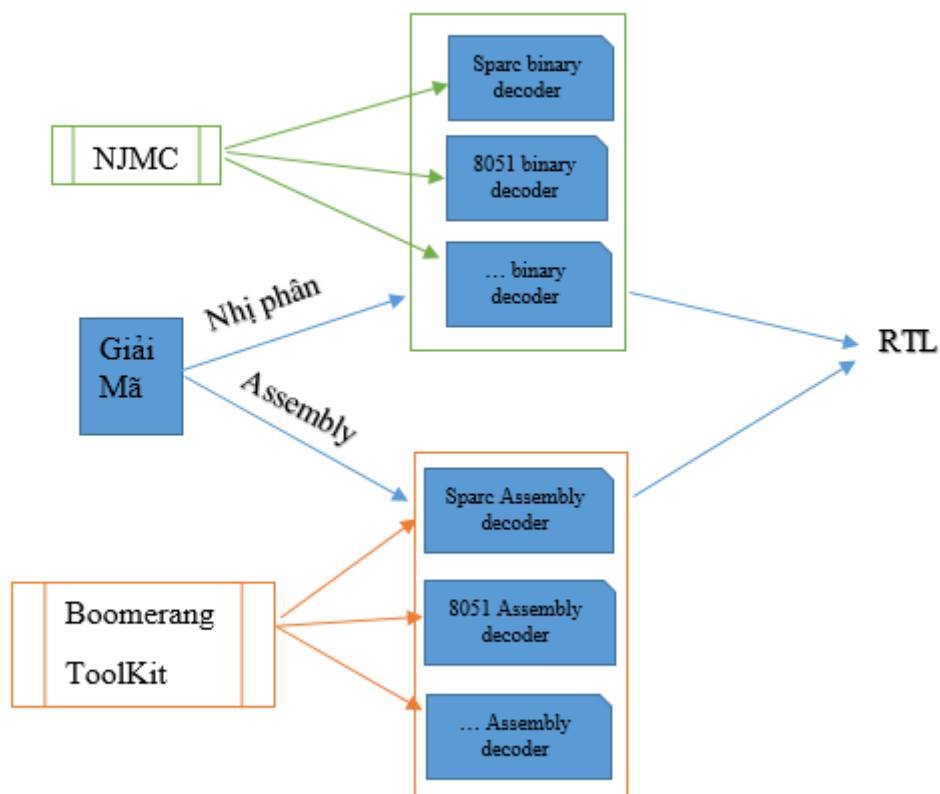 Sparc binary
decoder
NJMC
8051 binary
decoder
… binary
decoder
Nhị phân
Giải
Mã
RTL
Assembly
Sparc Assembly
decoder
8051 Assembly
decoder
Boomerang
ToolKit
… Assembly
decoder